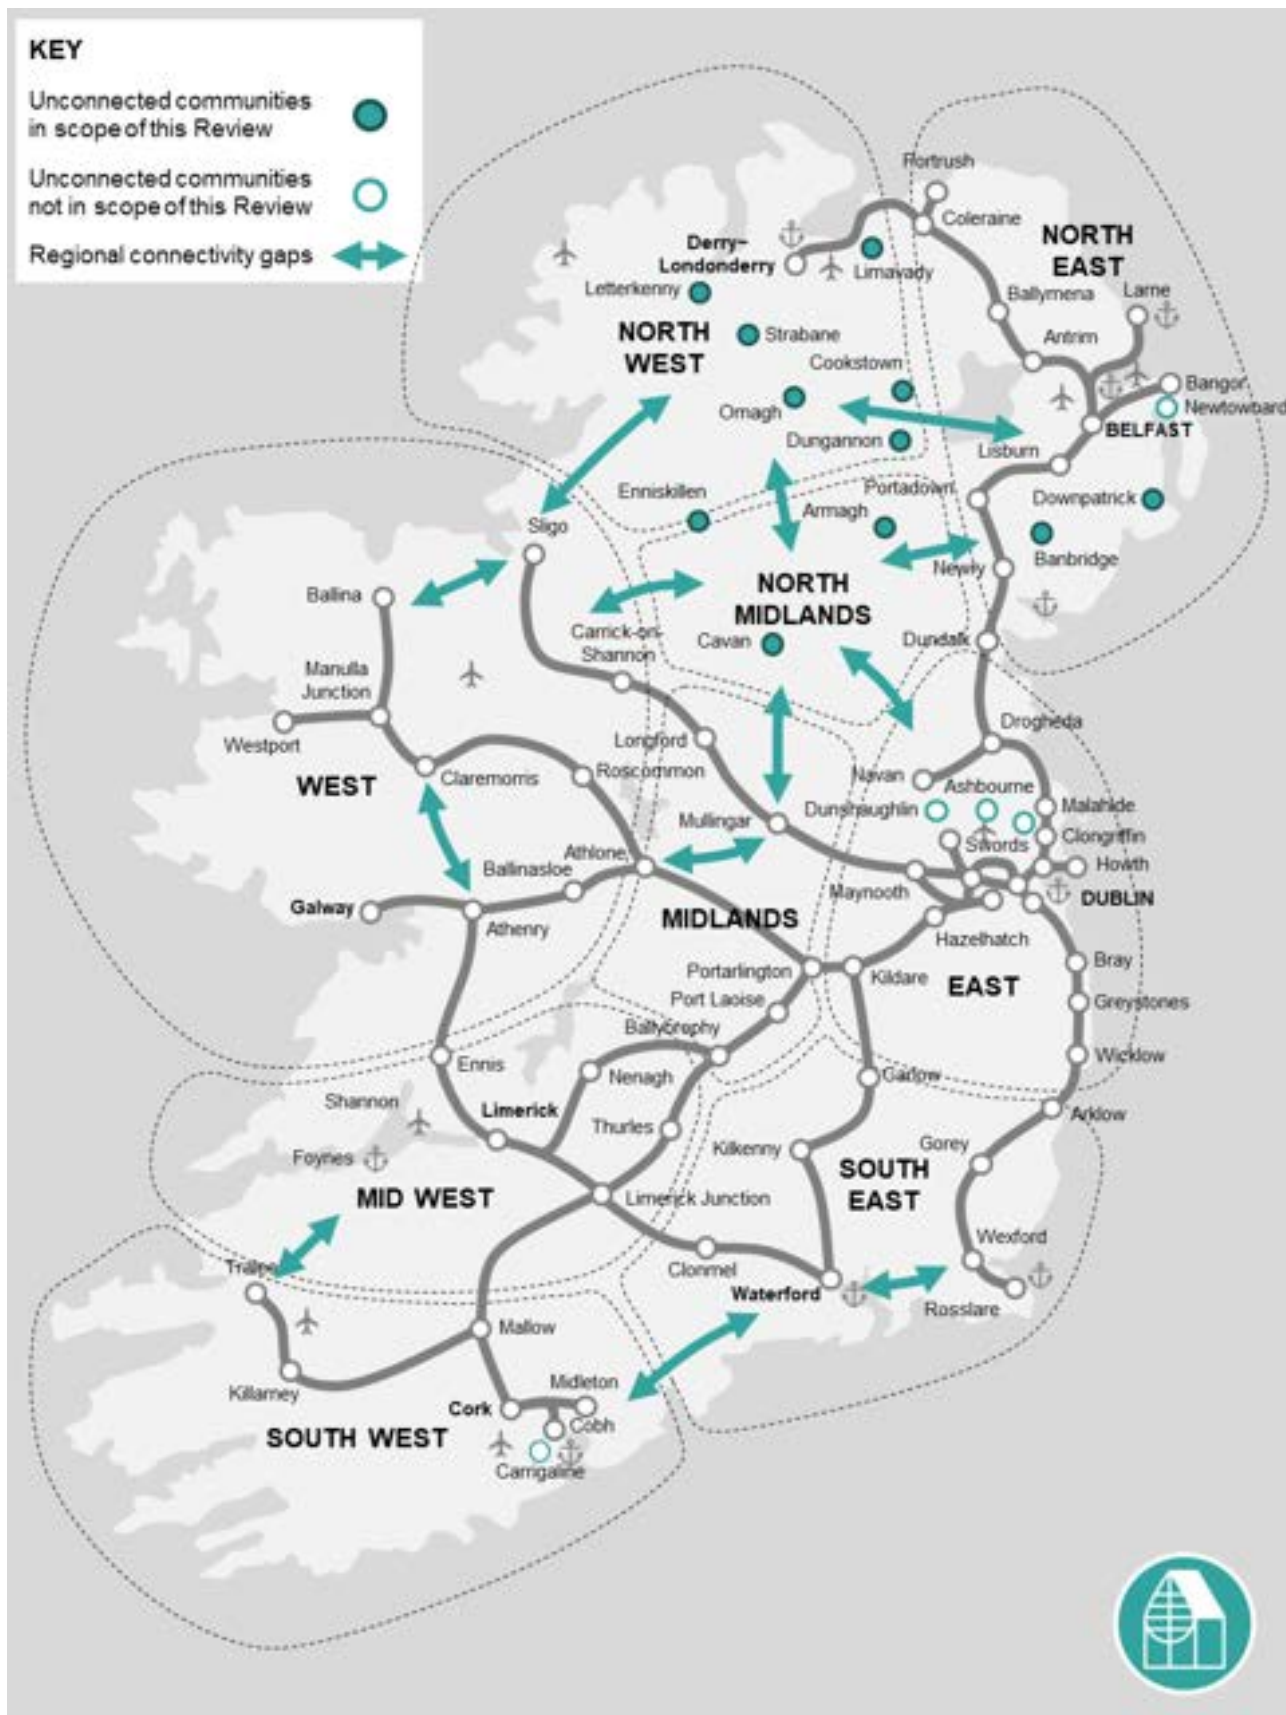 KEY
Unconnected communities
in scope of this Review
Unconnected communities
not in scope of this Review
Regional connectivity gaps
Portrush
Coleraine
Derry–
Londonderry
Limavady
NORTH
EAST
Letterkenny
Ballymena
Larne
NORTH
WEST
Strabane
Antrim
Cookstown
Bangor
Omagh
Newtownard
BELFAST
Dungannon
Lisburn
Enniskillen
Portadown
Armagh
Downpatrick
Sligo
Banbridge
Newry
NORTH
MIDLANDS
Ballina
Carrick-on-
Shannon
Cavan
Dundalk
Manulla
Junction
Westport
Longford
Drogheda
Claremorris
Roscommon
WEST
Navan
Ashbourne
Dunshaughlin
Malahide
Mullingar
Clongriffin
Swords
Athlone
Ballinasloe
Howth
Maynooth
DUBLIN
Galway
MIDLANDS
Athenry
Hazelhatch
Portarlington
Kildare
Bray
EAST
Port Laoise
Greystones
Ballybrophy
Ennis
Nenagh
Wicklow
Carlow
Shannon
Limerick
Arklow
Thurles
Foynes
Kilkenny
Gorey
MID WEST
Limerick Junction
SOUTH
EAST
Wexford
Tralee
Clonmel
Waterford
Rosslare
Mallow
Killarney
Midleton
Cork
Cobh
SOUTH WEST
Carrigaline